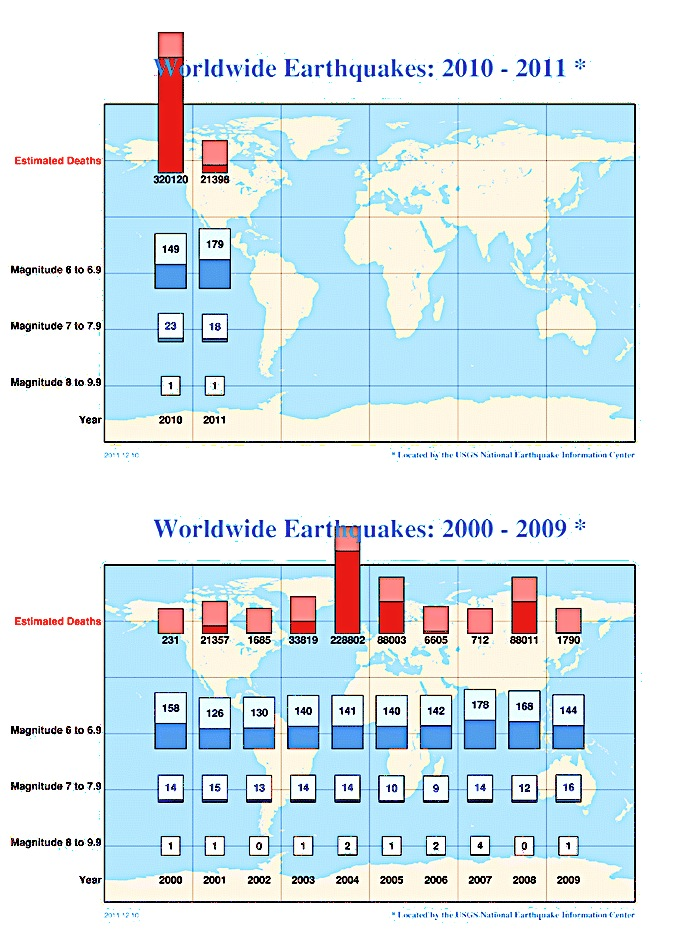 Worldwide Earthquakes: 2010 - 2011 *
Estimated Deaths 320120 21398
Magnitude 6 to 6.9 149 179
Magnitude 7 to 7.9 23 18
Magnitude 8 to 9.9 1 1
Year 2010 2011
2011 12 10 * Located by the USGS National Earthquake Information Center
Worldwide Earthquakes: 2000 - 2009 *
Estimated Deaths 231 21357 1685 33819 228802 88003 6605 712 88011 1790
Magnitude 6 to 6.9 158 126 130 140 141 140 142 178 168 144
Magnitude 7 to 7.9 14 15 13 14 14 10 9 14 12 16
Magnitude 8 to 9.9 1 1 0 1 2 1 2 4 0 1
Year 2000 2001 2002 2003 2004 2005 2006 2007 2008 2009
2011 12 10 * Located by the USGS National Earthquake Information Center